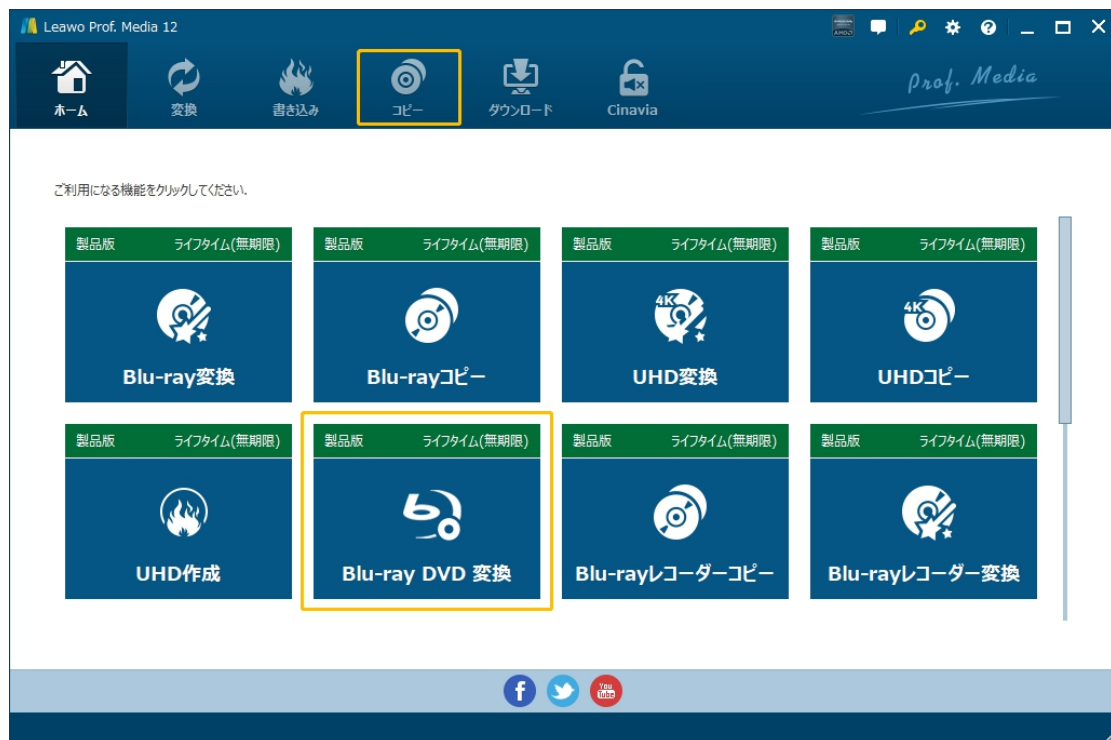 Leawo Prof. Media 12
ホーム 変換 書き込み コピー ダウンロード Cinavia
Prof. Media
ご利用になる機能をクリックしてください.
製品版 ライフタイム(無期限) 製品版 ライフタイム(無期限) 製品版 ライフタイム(無期限) 製品版 ライフタイム(無期限)
4K 4K
Blu-ray変換 Blu-rayコピー UHD変換 UHDコピー
製品版 ライフタイム(無期限) 製品版 ライフタイム(無期限) 製品版 ライフタイム(無期限) 製品版 ライフタイム(無期限)
UHD作成 Blu-ray DVD 変換 Blu-rayレコーダーコピー Blu-rayレコーダー変換
You Tube